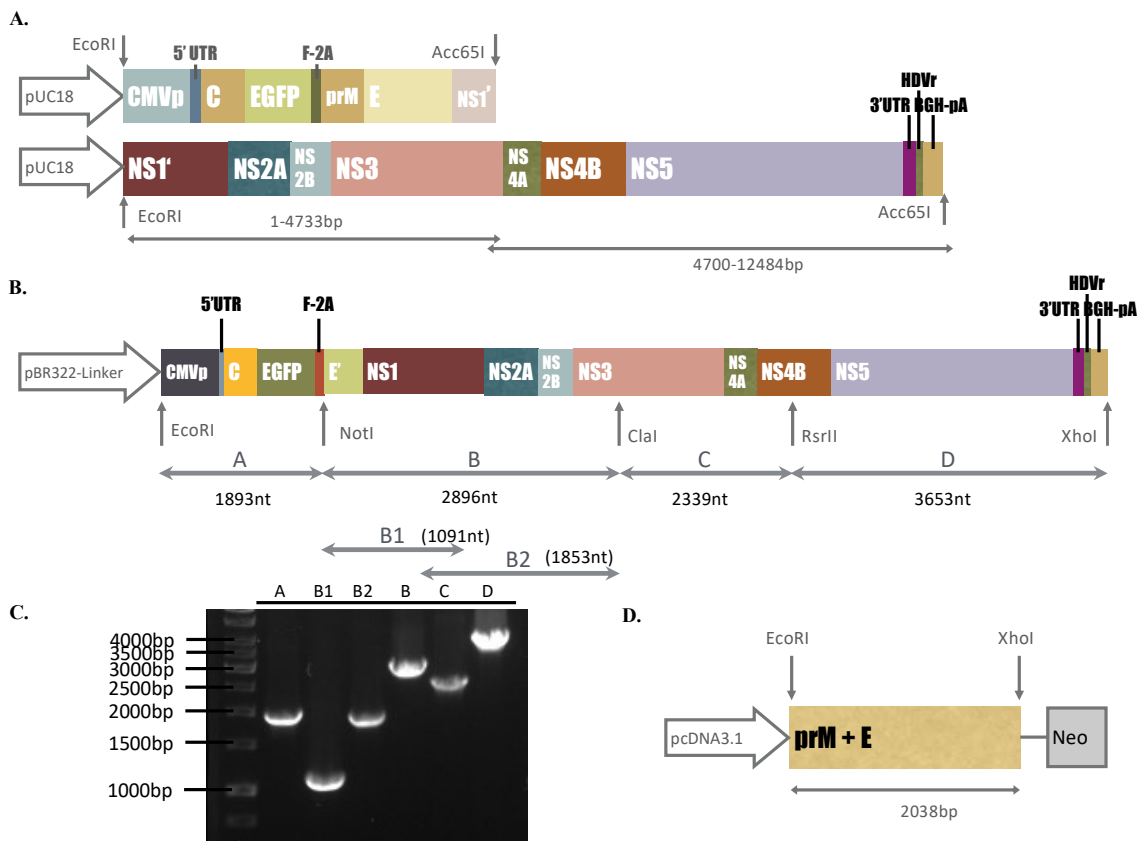 A.
EcoRI
5' UTR
F-2A
Acc65I
pUC18
CMVp
C
EGFP
prM
E
NS1'
HDVr
3'UTR BGH-pA
pUC18
NS1'
NS2A
NS
2B
NS3
NS
4A
NS4B
NS5
EcoRI
Acc65I
1-4733bp
4700-12484bp
B.
5'UTR
F-2A
HDVr
3'UTR BGH-pA
pBR322-Linker
CMVp
C
EGFP
E'
NS1
NS2A
NS
2B
NS3
NS
4A
NS4B
NS5
EcoRI
NotI
ClaI
RsrII
XhoI
A
B
C
D
1893nt
2896nt
2339nt
3653nt
B1 (1091nt)
B2 (1853nt)
C.
A B1 B2 B C D
4000bp
3500bp
3000bp
2500bp
2000bp
1500bp
1000bp
D.
EcoRI
XhoI
pcDNA3.1
prM + E
Neo
2038bp